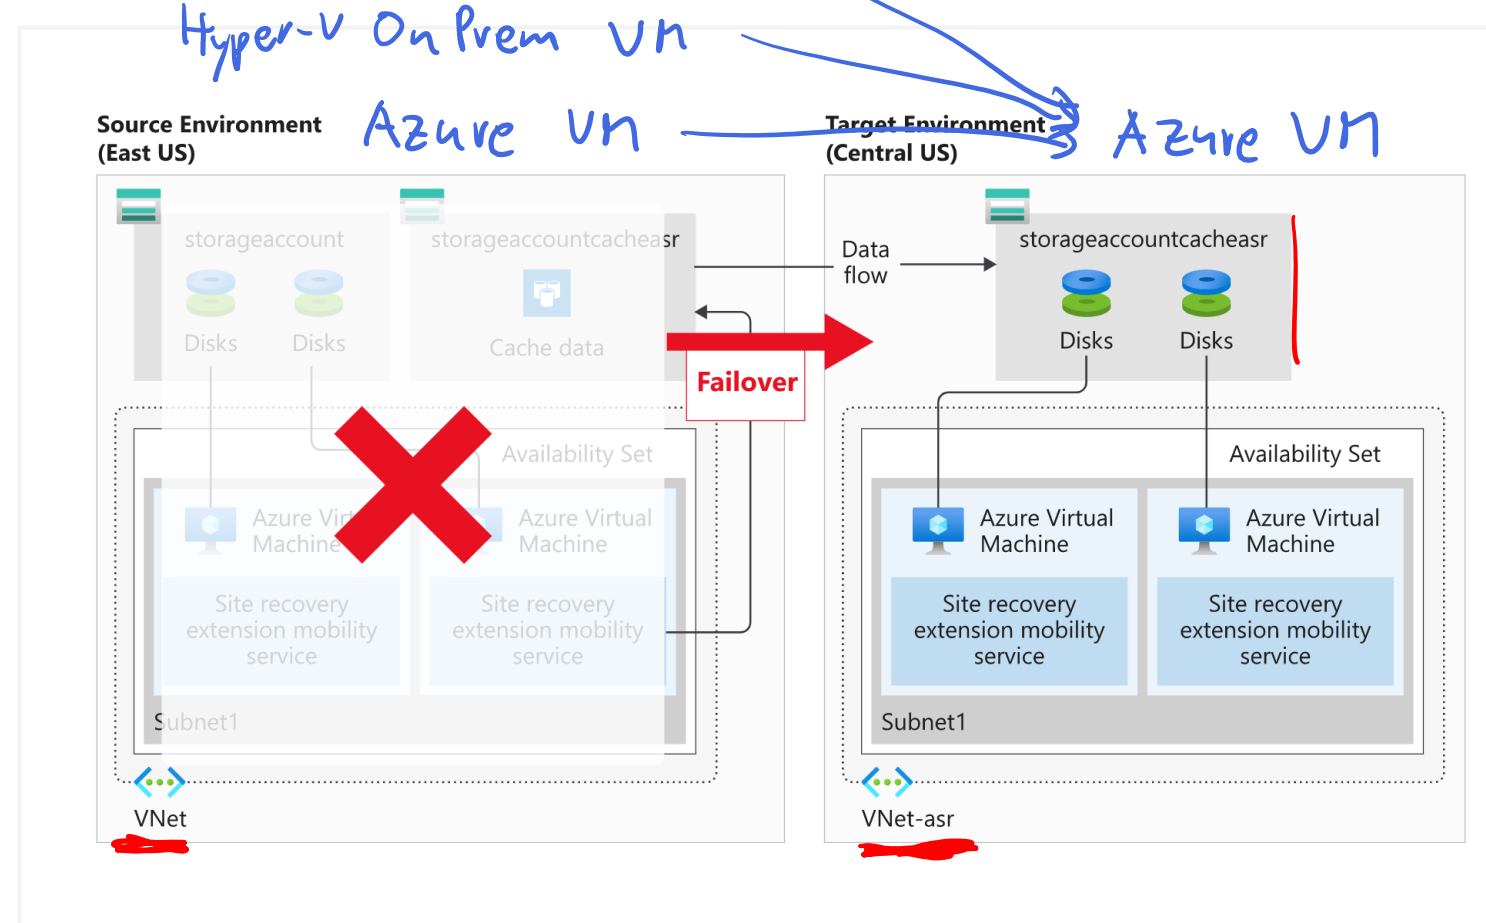 Hyper-V On Prem VM
Source Environment
(East US)
Azure VM
Target Environment
(Central US)
Azure VM
storageaccount
Disks
Disks
storageaccountcacheasr
Cache data
Data
flow
storageaccountcacheasr
Disks
Disks
Failover
Availability Set
Azure Virtual
Machine
Azure Virtual
Machine
Site recovery
extension mobility
service
Site recovery
extension mobility
service
Subnet1
VNet
Availability Set
Azure Virtual
Machine
Azure Virtual
Machine
Site recovery
extension mobility
service
Site recovery
extension mobility
service
Subnet1
VNet-asr